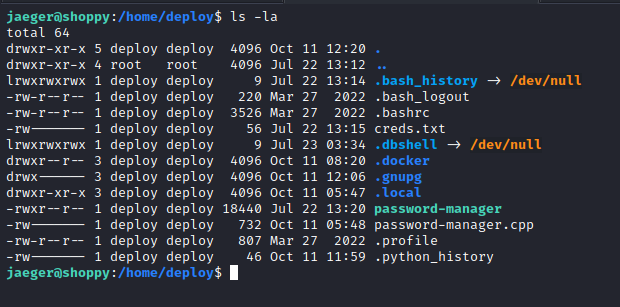 jaeger@shoppy:/home/deploy$ ls -la
total 64
drwxr-xr-x 5 deploy deploy  4096 Oct 11 12:20 .
drwxr-xr-x 4 root   root    4096 Jul 22 13:12 ..
lrwxrwxrwx 1 deploy deploy     9 Jul 22 13:14 .bash_history → /dev/null
-rw-r--r-- 1 deploy deploy   220 Mar 27  2022 .bash_logout
-rw-r--r-- 1 deploy deploy  3526 Mar 27  2022 .bashrc
-rw------- 1 deploy deploy    56 Jul 22 13:15 creds.txt
lrwxrwxrwx 1 deploy deploy     9 Jul 23 03:34 .dbshell → /dev/null
drwxr--r-- 3 deploy deploy  4096 Oct 11 08:20 .docker
drwx------ 3 deploy deploy  4096 Oct 11 12:06 .gnupg
drwxr-xr-x 3 deploy deploy  4096 Oct 11 05:47 .local
-rwxr--r-- 1 deploy deploy 18440 Jul 22 13:20 password-manager
-rw------- 1 deploy deploy   732 Oct 11 05:48 password-manager.cpp
-rw-r--r-- 1 deploy deploy   807 Mar 27  2022 .profile
-rw------- 1 deploy deploy    46 Oct 11 11:59 .python_history
jaeger@shoppy:/home/deploy$